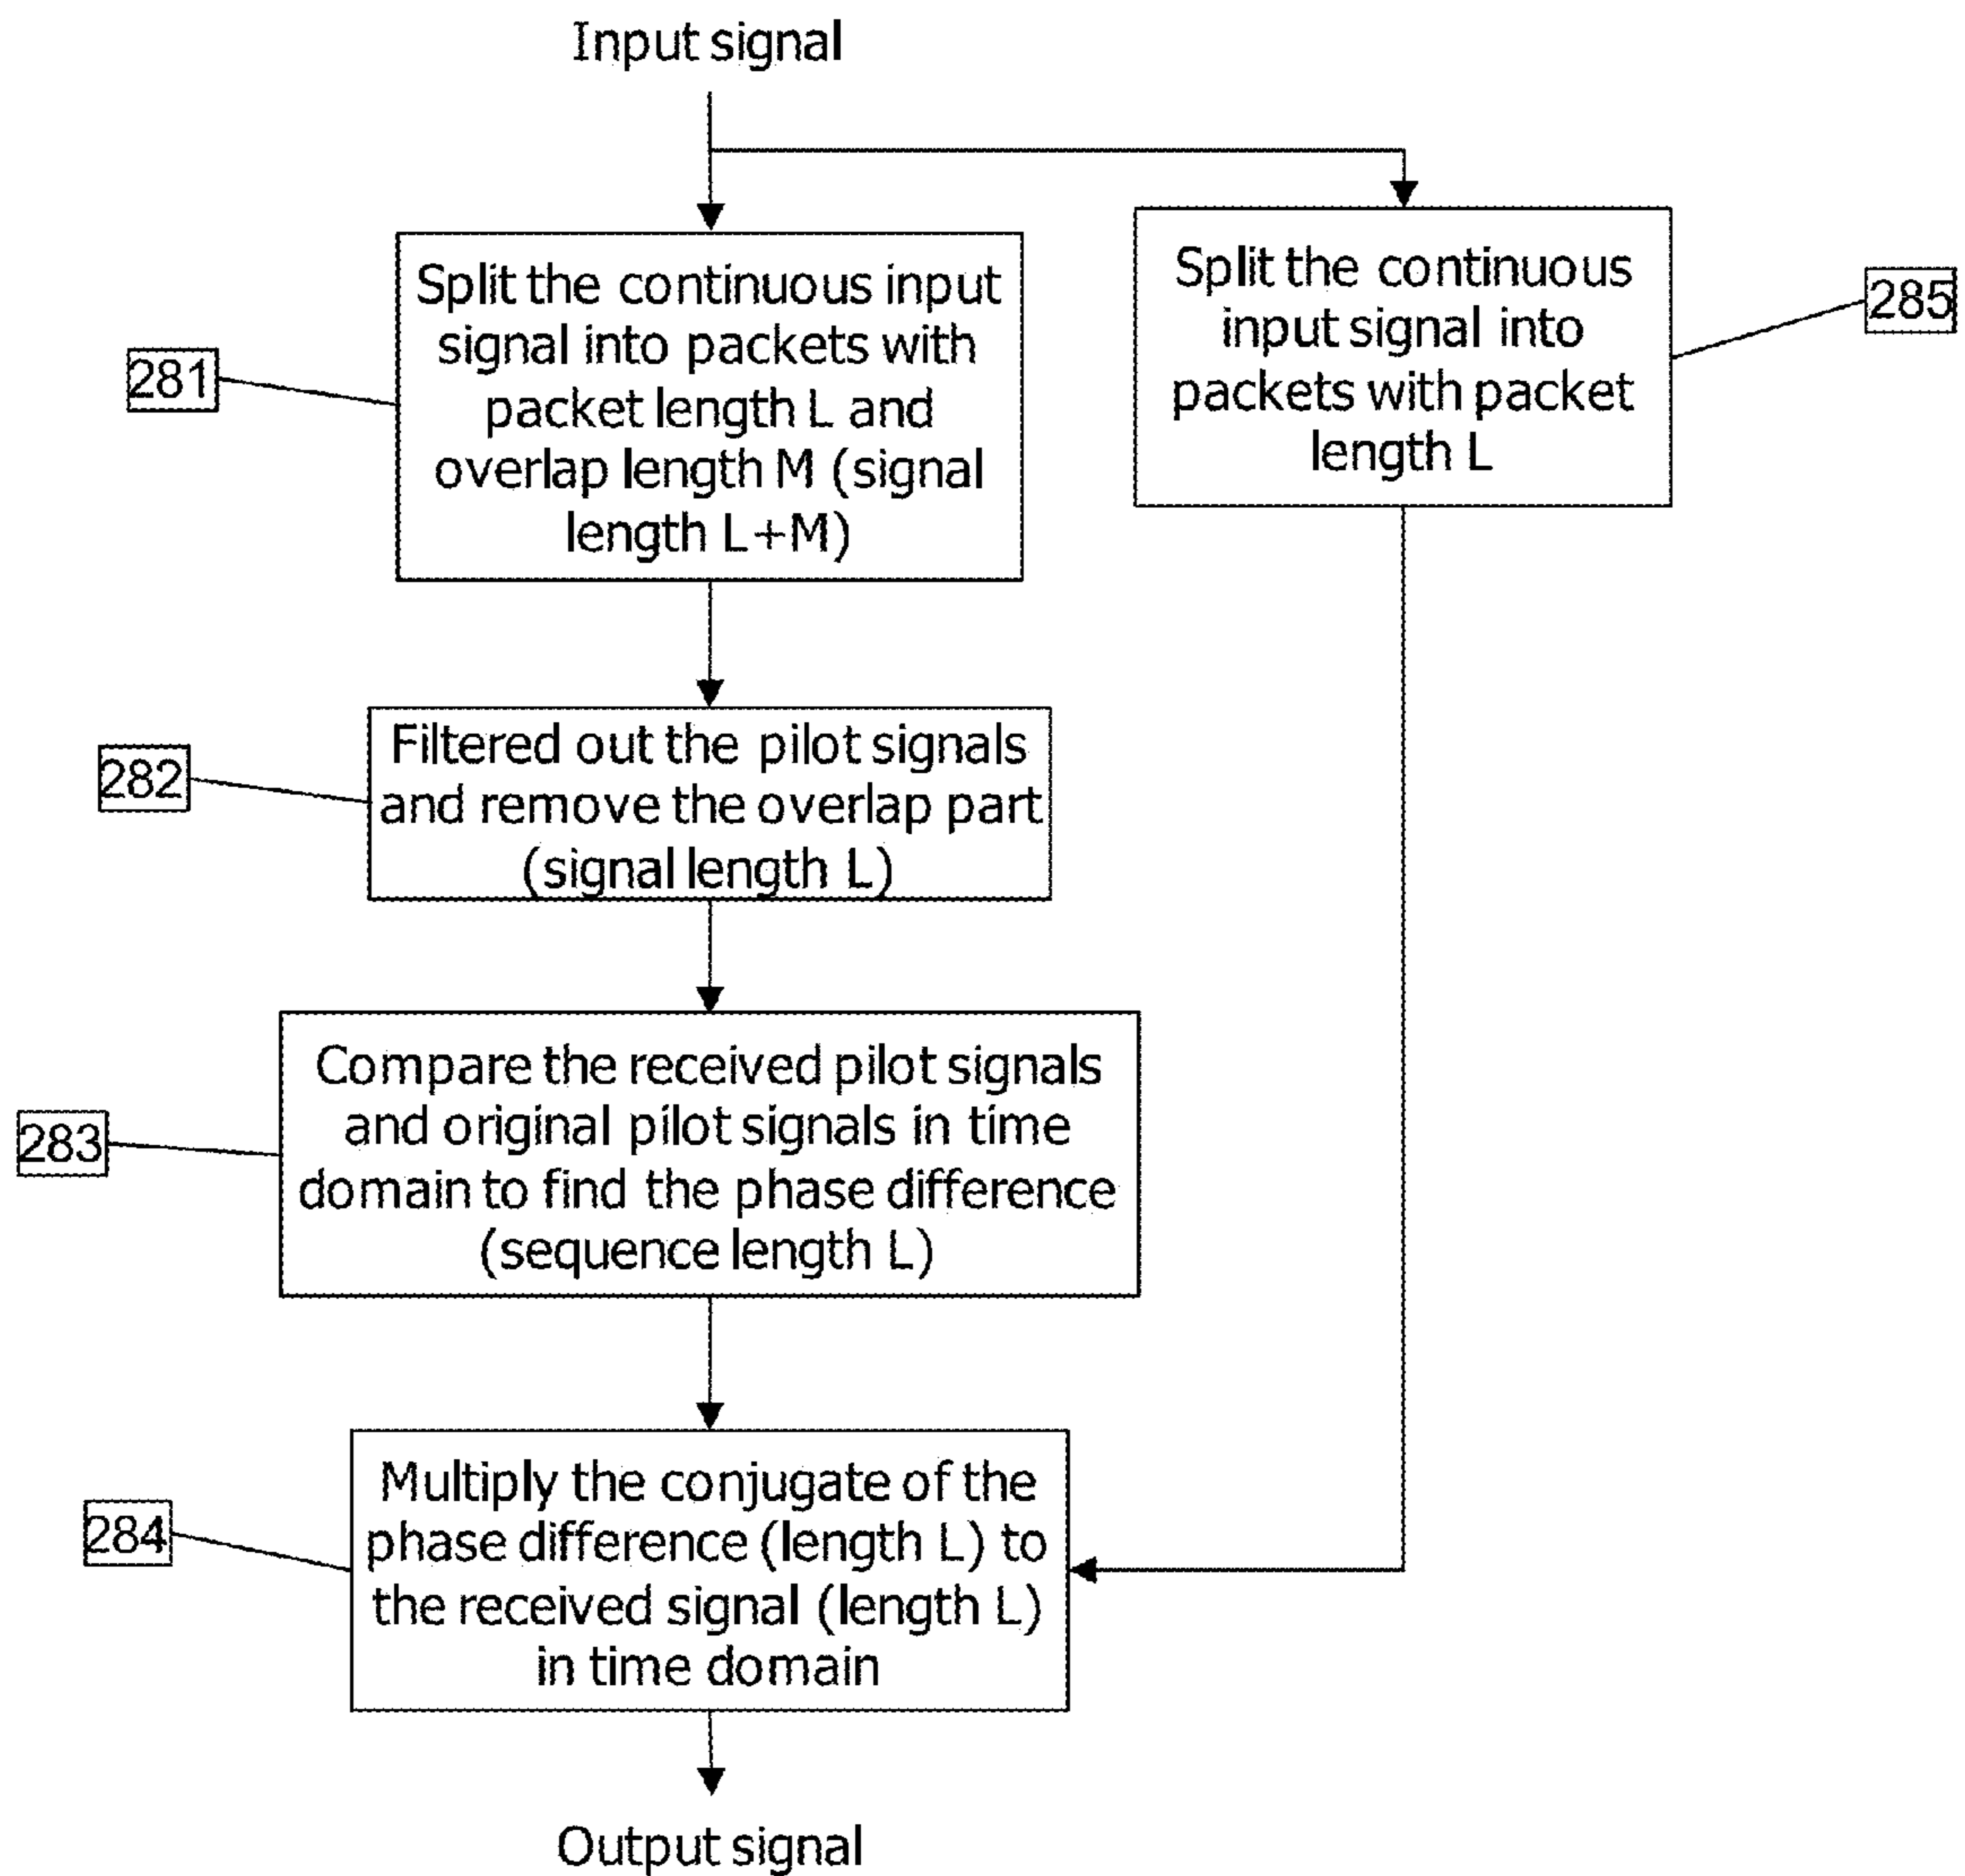 Input signal
Split the continuous input
signal into packets with
packet length L and
overlap length M (signal
length L+M)
281
Split the continuous
input signal into
packets with packet
length L
285
Filtered out the pilot signals
and remove the overlap part
(signal length L)
282
Compare the received pilot signals
and original pilot signals in time
domain to find the phase difference
(sequence length L)
283
Multiply the conjugate of the
phase difference (length L) to
the received signal (length L)
in time domain
284
Output signal